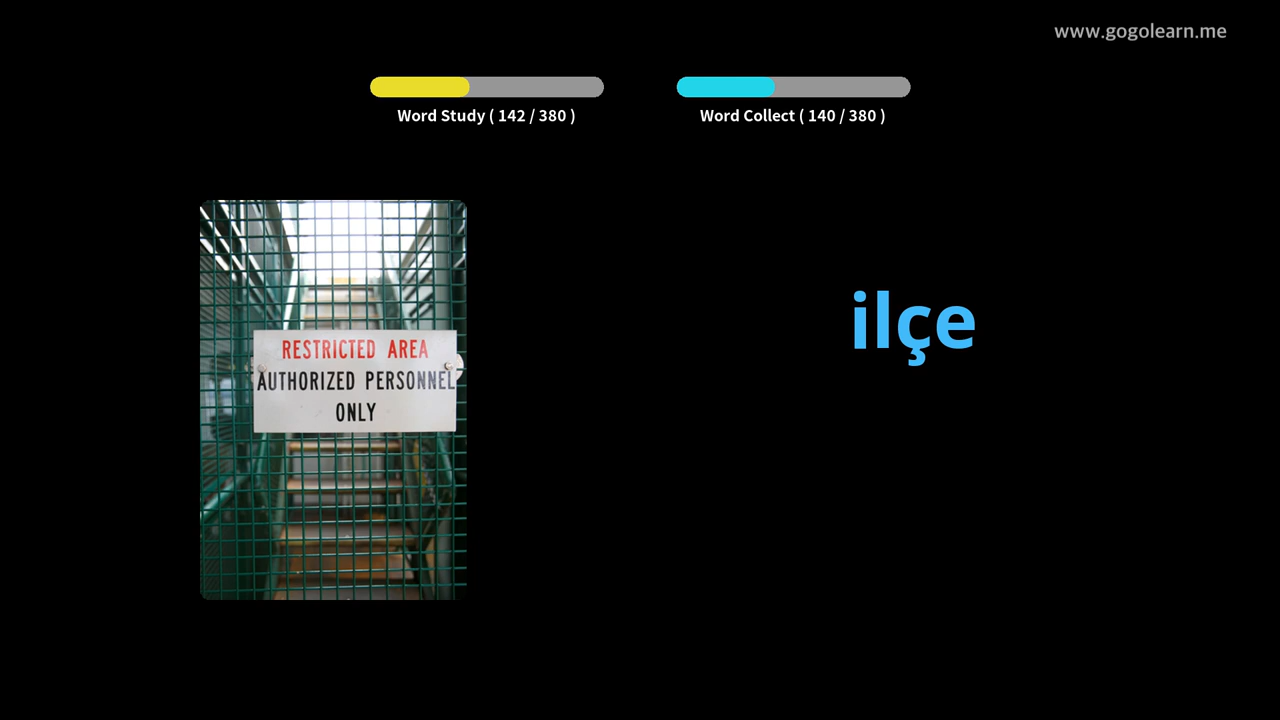 www.gogolearn.me
Word Study ( 142 / 380 )
Word Collect ( 140 / 380 )
RESTRICTED AREA
AUTHORIZED PERSONNEL
ONLY
ilçe